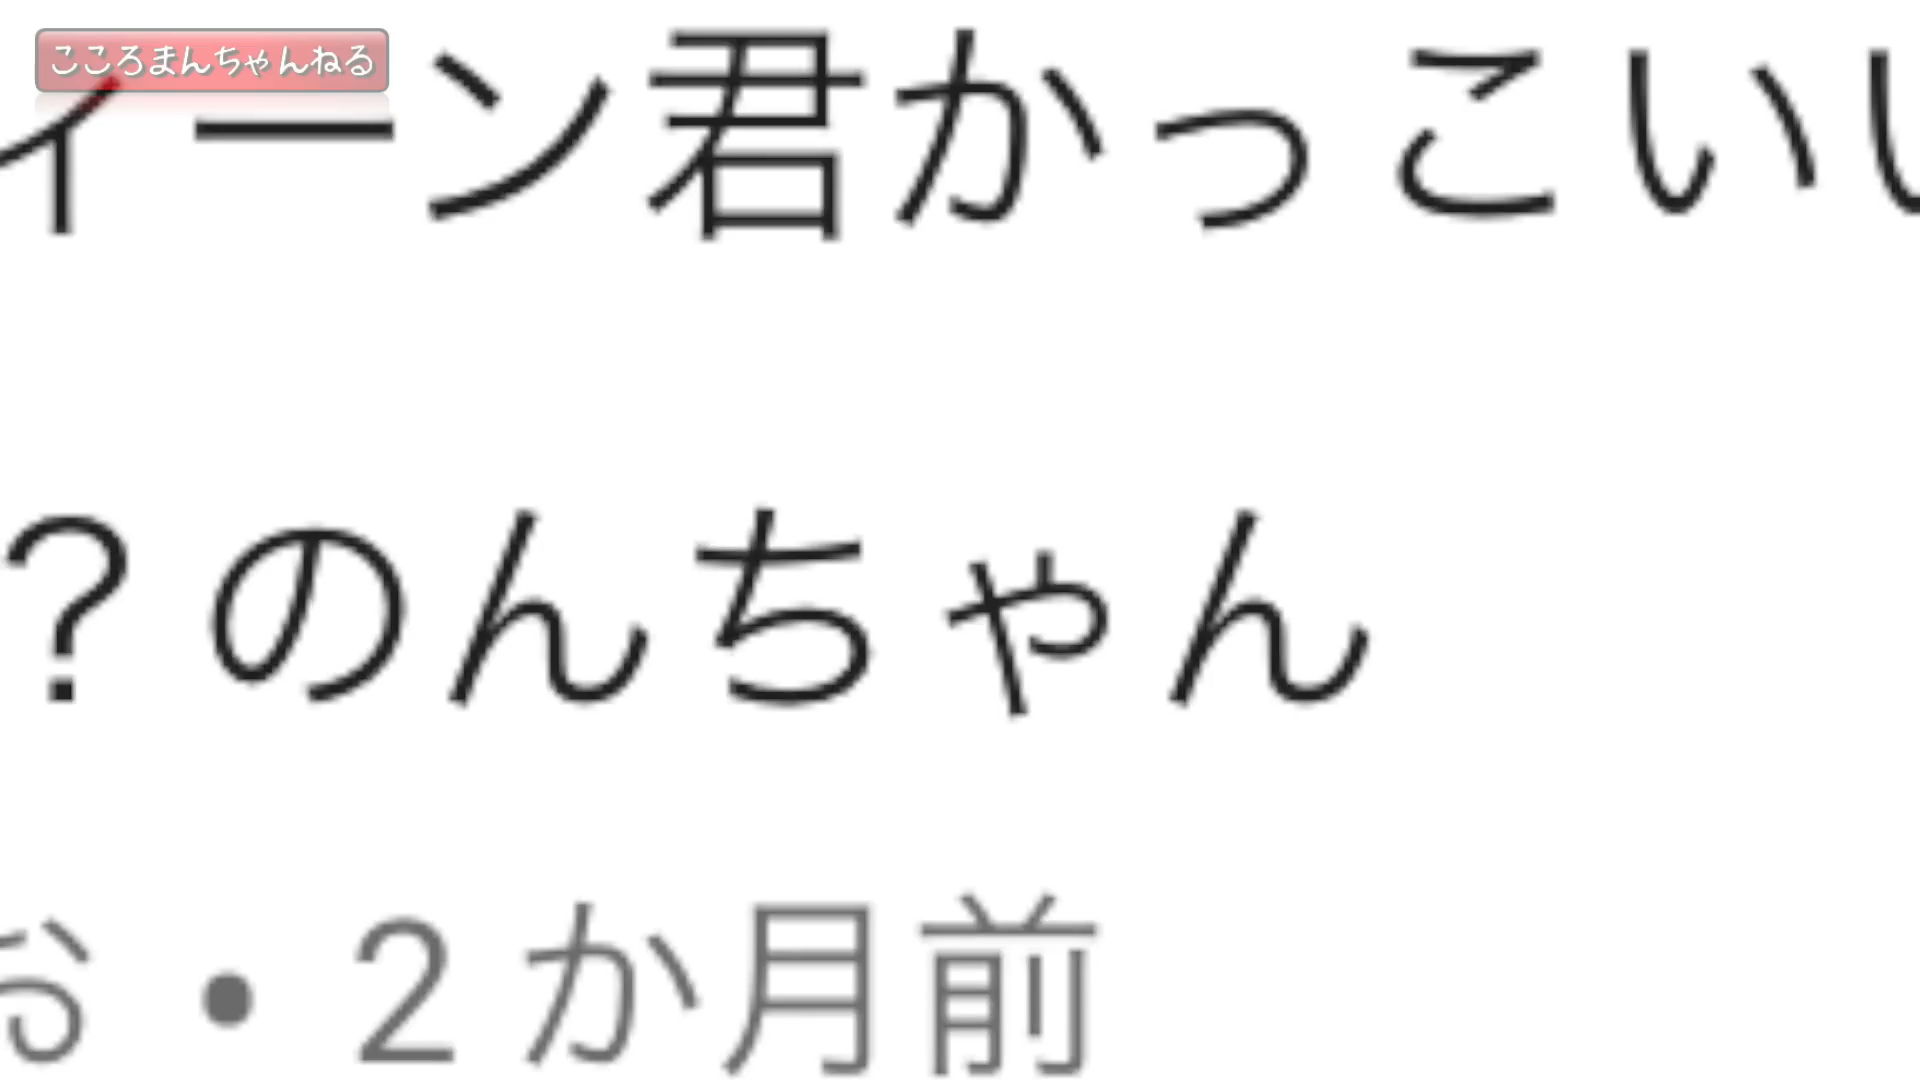 こころまんちゃんねる
ィーン君かっこいい
？のんちゃん
お・2 か月前